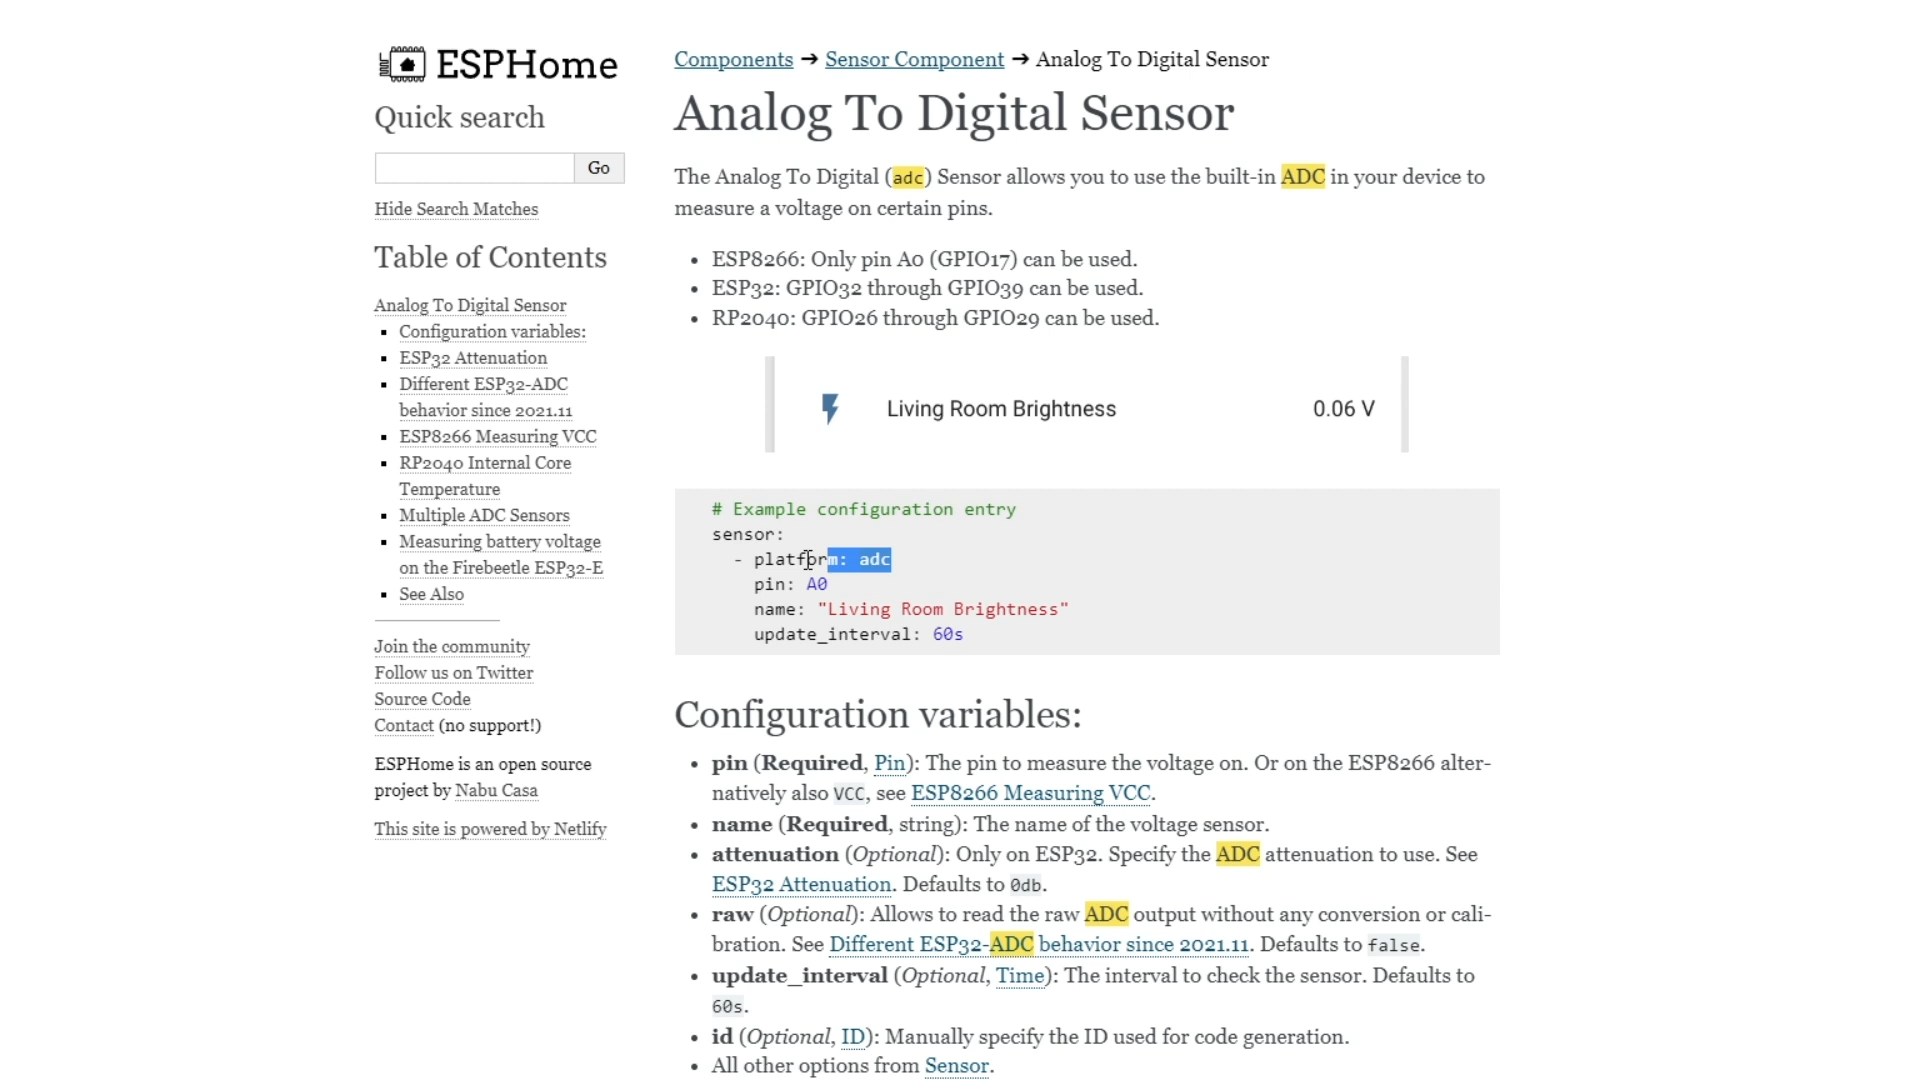 ESPHome
Quick search
Go
Hide Search Matches
Table of Contents
Analog To Digital Sensor
Configuration variables:
ESP32 Attenuation
Different ESP32-ADC
behavior since 2021.11
ESP8266 Measuring VCC
RP2040 Internal Core
Temperature
Multiple ADC Sensors
Measuring battery voltage
on the Firebeetle ESP32-E
See Also
Join the community
Follow us on Twitter
Source Code
Contact (no support!)
ESPHome is an open source
project by Nabu Casa
This site is powered by Netlify
Components → Sensor Component → Analog To Digital Sensor
Analog To Digital Sensor
The Analog To Digital (adc) Sensor allows you to use the built-in ADC in your device to
measure a voltage on certain pins.
• ESP8266: Only pin A0 (GPIO17) can be used.
• ESP32: GPIO32 through GPIO39 can be used.
• RP2040: GPIO26 through GPIO29 can be used.
Living Room Brightness 0.06 V
# Example configuration entry
sensor:
- platform: adc
pin: A0
name: "Living Room Brightness"
update_interval: 60s
Configuration variables:
• pin (Required, Pin): The pin to measure the voltage on. Or on the ESP8266 alter-
natively also VCC, see ESP8266 Measuring VCC.
• name (Required, string): The name of the voltage sensor.
• attenuation (Optional): Only on ESP32. Specify the ADC attenuation to use. See
ESP32 Attenuation. Defaults to 0db.
• raw (Optional): Allows to read the raw ADC output without any conversion or cali-
bration. See Different ESP32-ADC behavior since 2021.11. Defaults to false.
• update_interval (Optional, Time): The interval to check the sensor. Defaults to
60s.
• id (Optional, ID): Manually specify the ID used for code generation.
• All other options from Sensor.